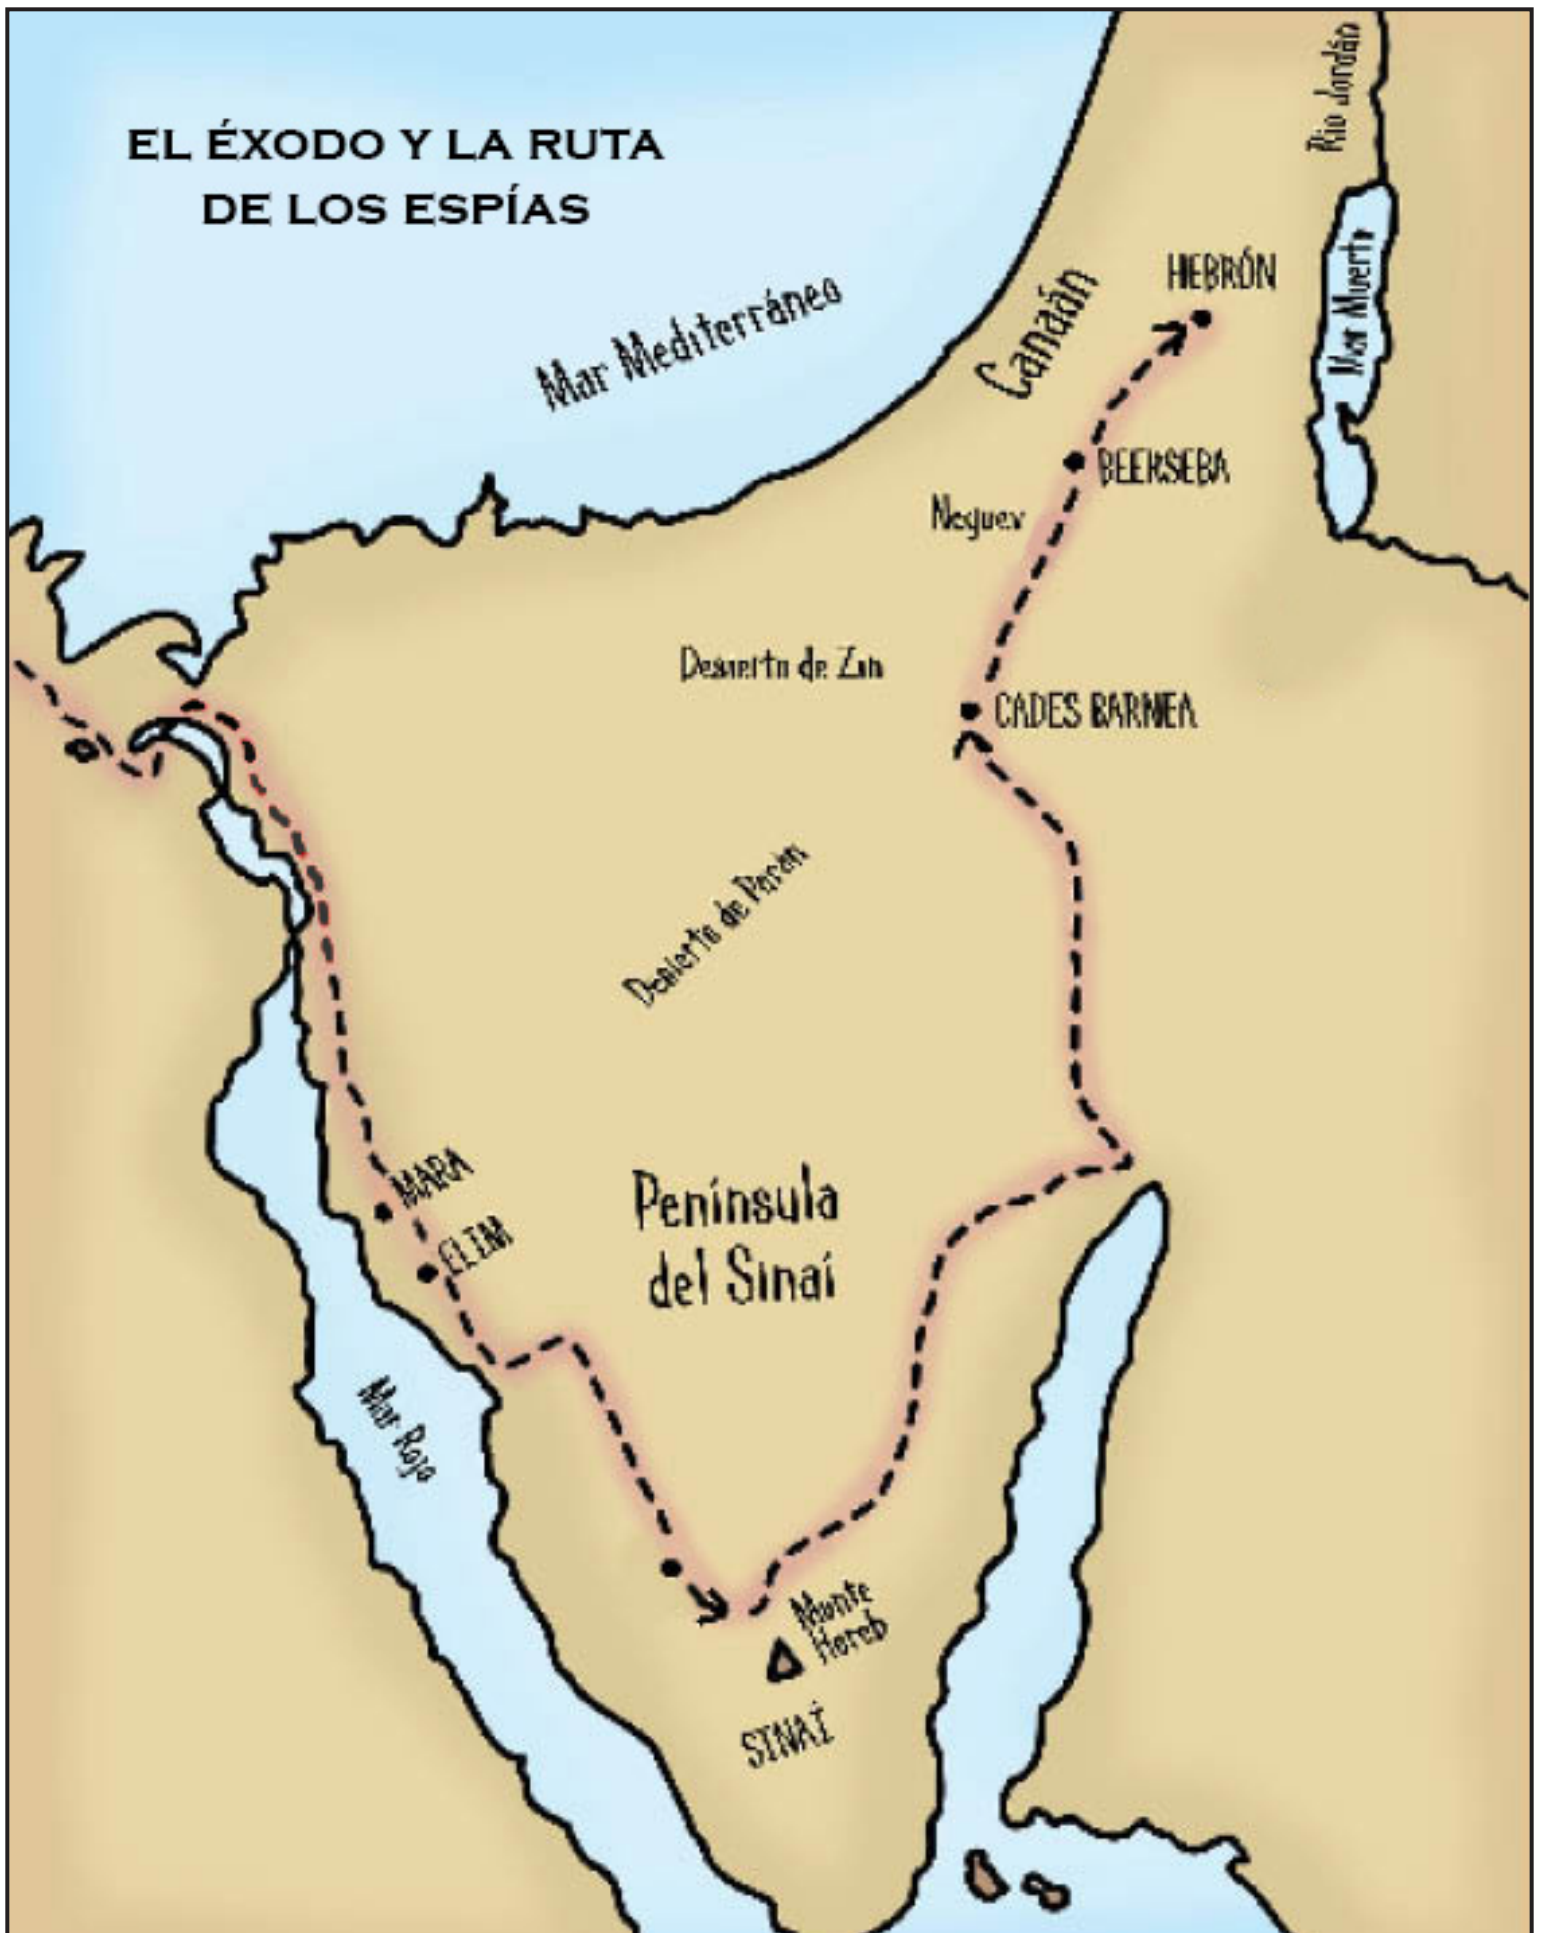 EL ÉXODO Y LA RUTA
DE LOS ESPÍAS
Río Jordán
Mar Muerto
HEBRÓN
Canaán
Mar Mediterráneo
BEERSEBA
Neguev
Desierto de Zin
CADES BARNEA
Desierto de Parán
MARA
ELIM
Península
del Sinaí
Mar Rojo
Monte
Horeb
SINAÍ